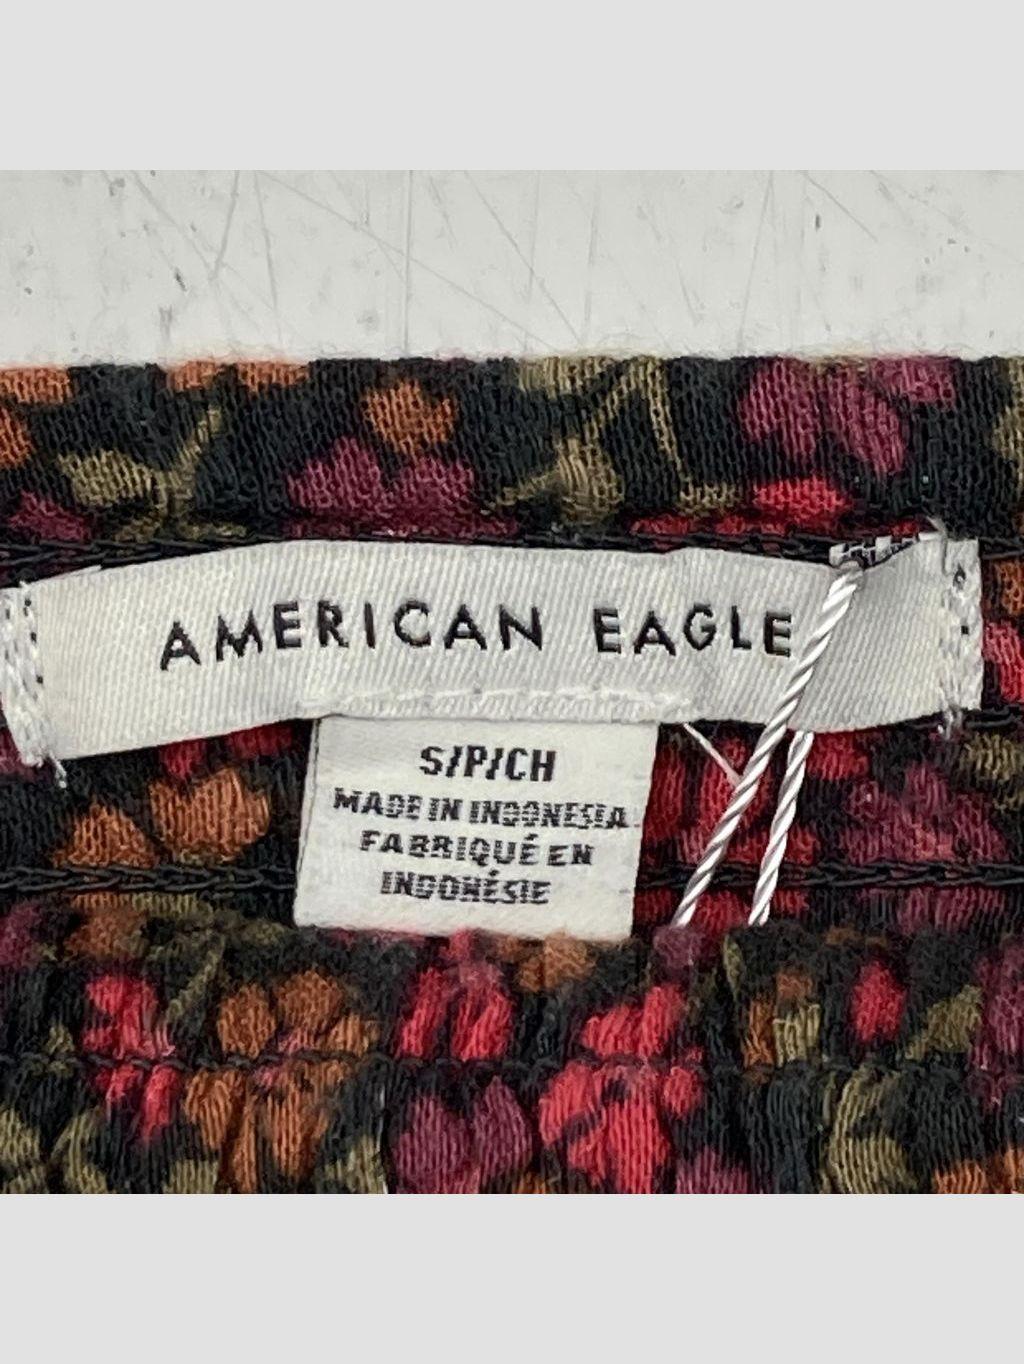 AMERICAN EAGLE
S/P/CH
MADE IN INDONESIA
FABRIQUÉ EN
INDONÉSIE